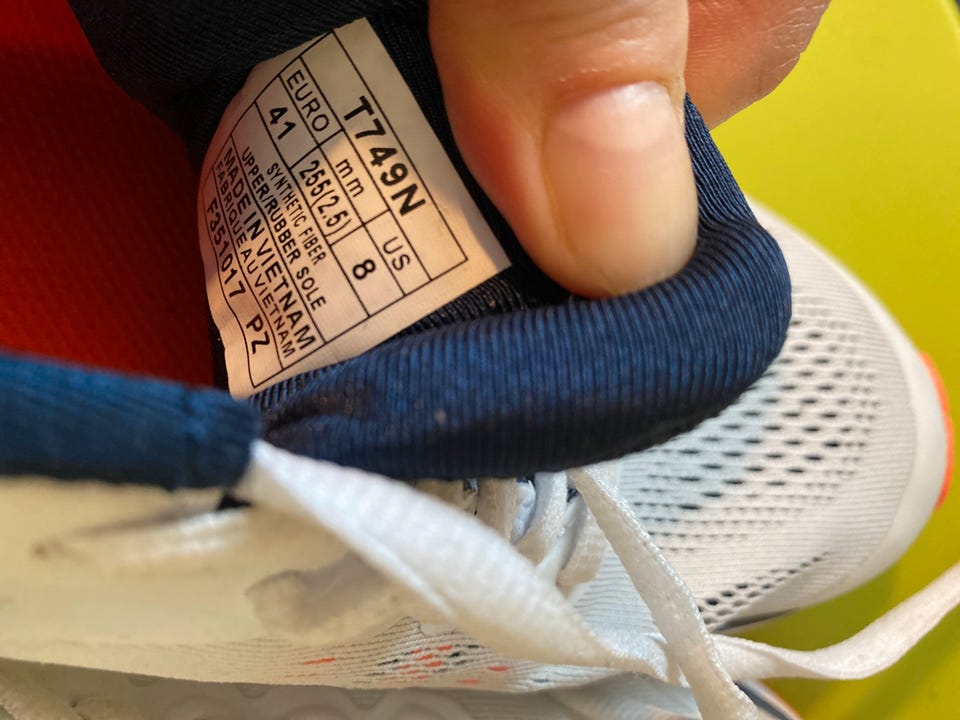 T749N
EURO mm US
41 255(2.5) 8
SYNTHETIC FIBER
UPPER/RUBBER SOLE
MADE IN VIETNAM
FABRIQUE AU VIETNAM
F351017 PZ